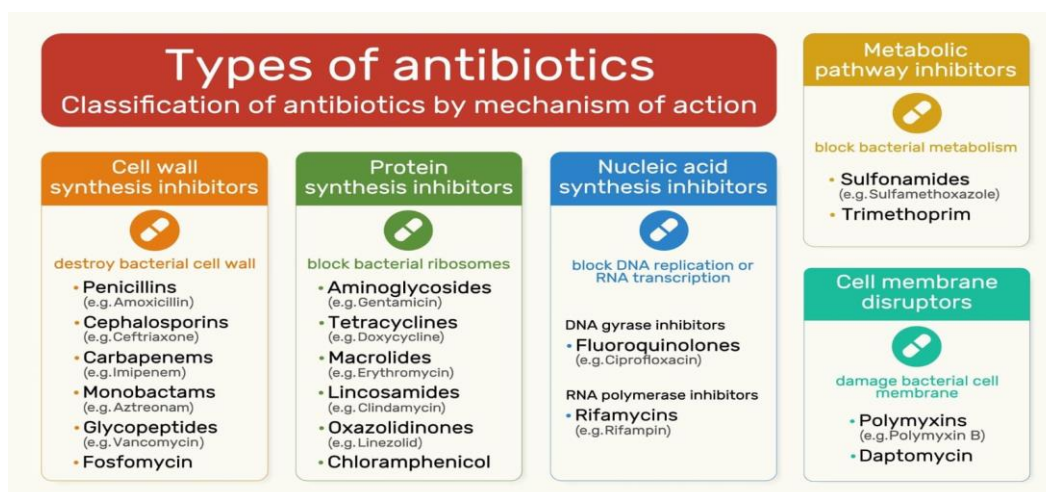 Types of antibiotics
Classification of antibiotics by mechanism of action
Cell wall
synthesis inhibitors
destroy bacterial cell wall
• Penicillins
(e.g. Amoxicillin)
• Cephalosporins
(e.g. Ceftriaxone)
• Carbapenems
(e.g. Imipenem)
• Monobactams
(e.g. Aztreonam)
• Glycopeptides
(e.g. Vancomycin)
• Fosfomycin
Protein
synthesis inhibitors
block bacterial ribosomes
• Aminoglycosides
(e.g. Gentamicin)
• Tetracyclines
(e.g. Doxycycline)
• Macrolides
(e.g. Erythromycin)
• Lincosamides
(e.g. Clindamycin)
• Oxazolidinones
(e.g. Linezolid)
• Chloramphenicol
Nucleic acid
synthesis inhibitors
block DNA replication or
RNA transcription
DNA gyrase inhibitors
• Fluoroquinolones
(e.g. Ciprofloxacin)
RNA polymerase inhibitors
• Rifamycins
(e.g. Rifampin)
Metabolic
pathway inhibitors
block bacterial metabolism
• Sulfonamides
(e.g. Sulfamethoxazole)
• Trimethoprim
Cell membrane
disruptors
damage bacterial cell
membrane
• Polymyxins
(e.g. Polymyxin B)
• Daptomycin